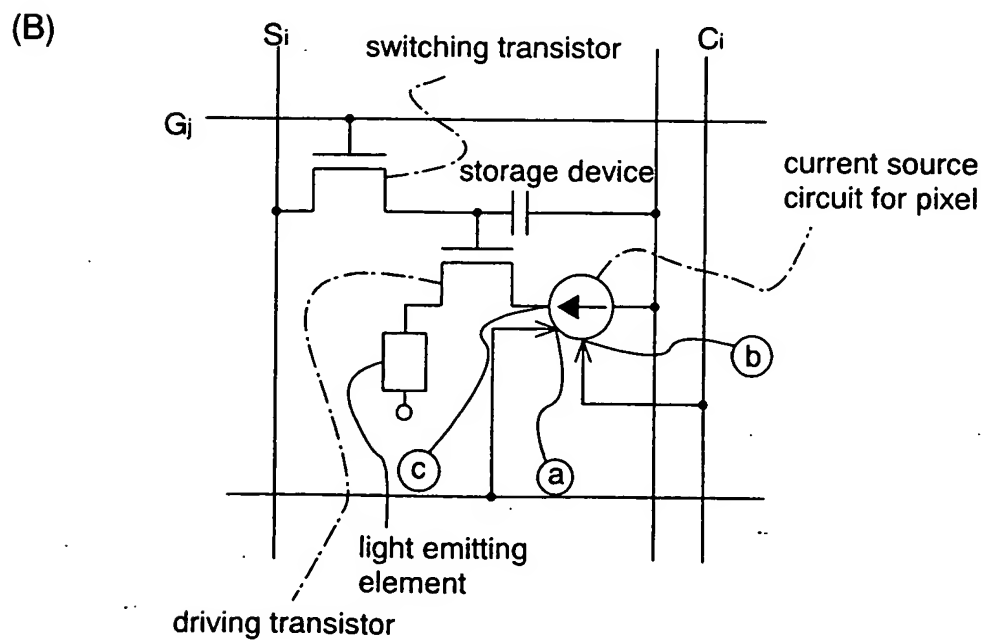 (B)
Si
Ci
switching transistor
Gj
storage device
current source
circuit for pixel
b
c
a
light emitting
element
driving transistor